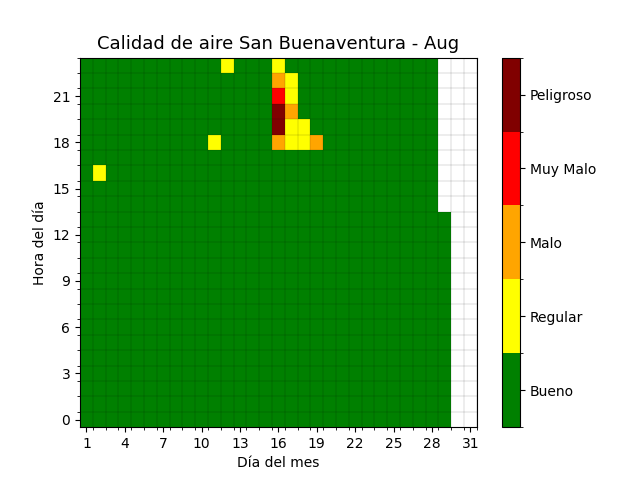 Calidad de aire San Buenaventura - Aug
Hora del día
21
18
15
12
9
6
3
0
1 4 7 10 13 16 19 22 25 28 31
Día del mes
Peligroso
Muy Malo
Malo
Regular
Bueno